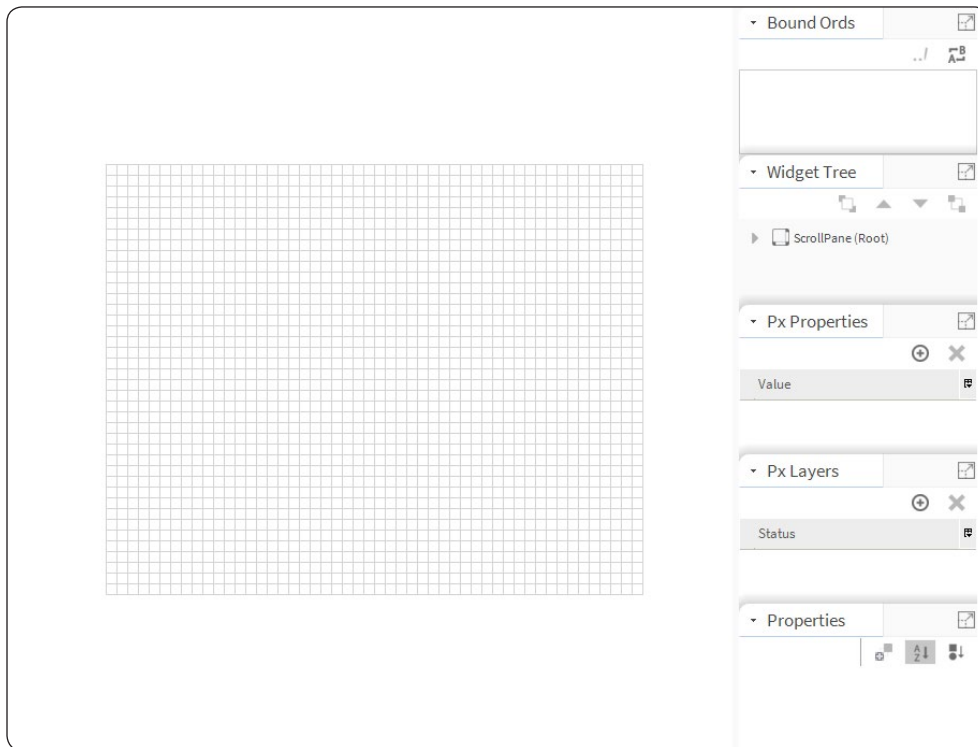 Bound Ords
../
Widget Tree
ScrollPane (Root)
Px Properties
Value
Px Layers
Status
Properties